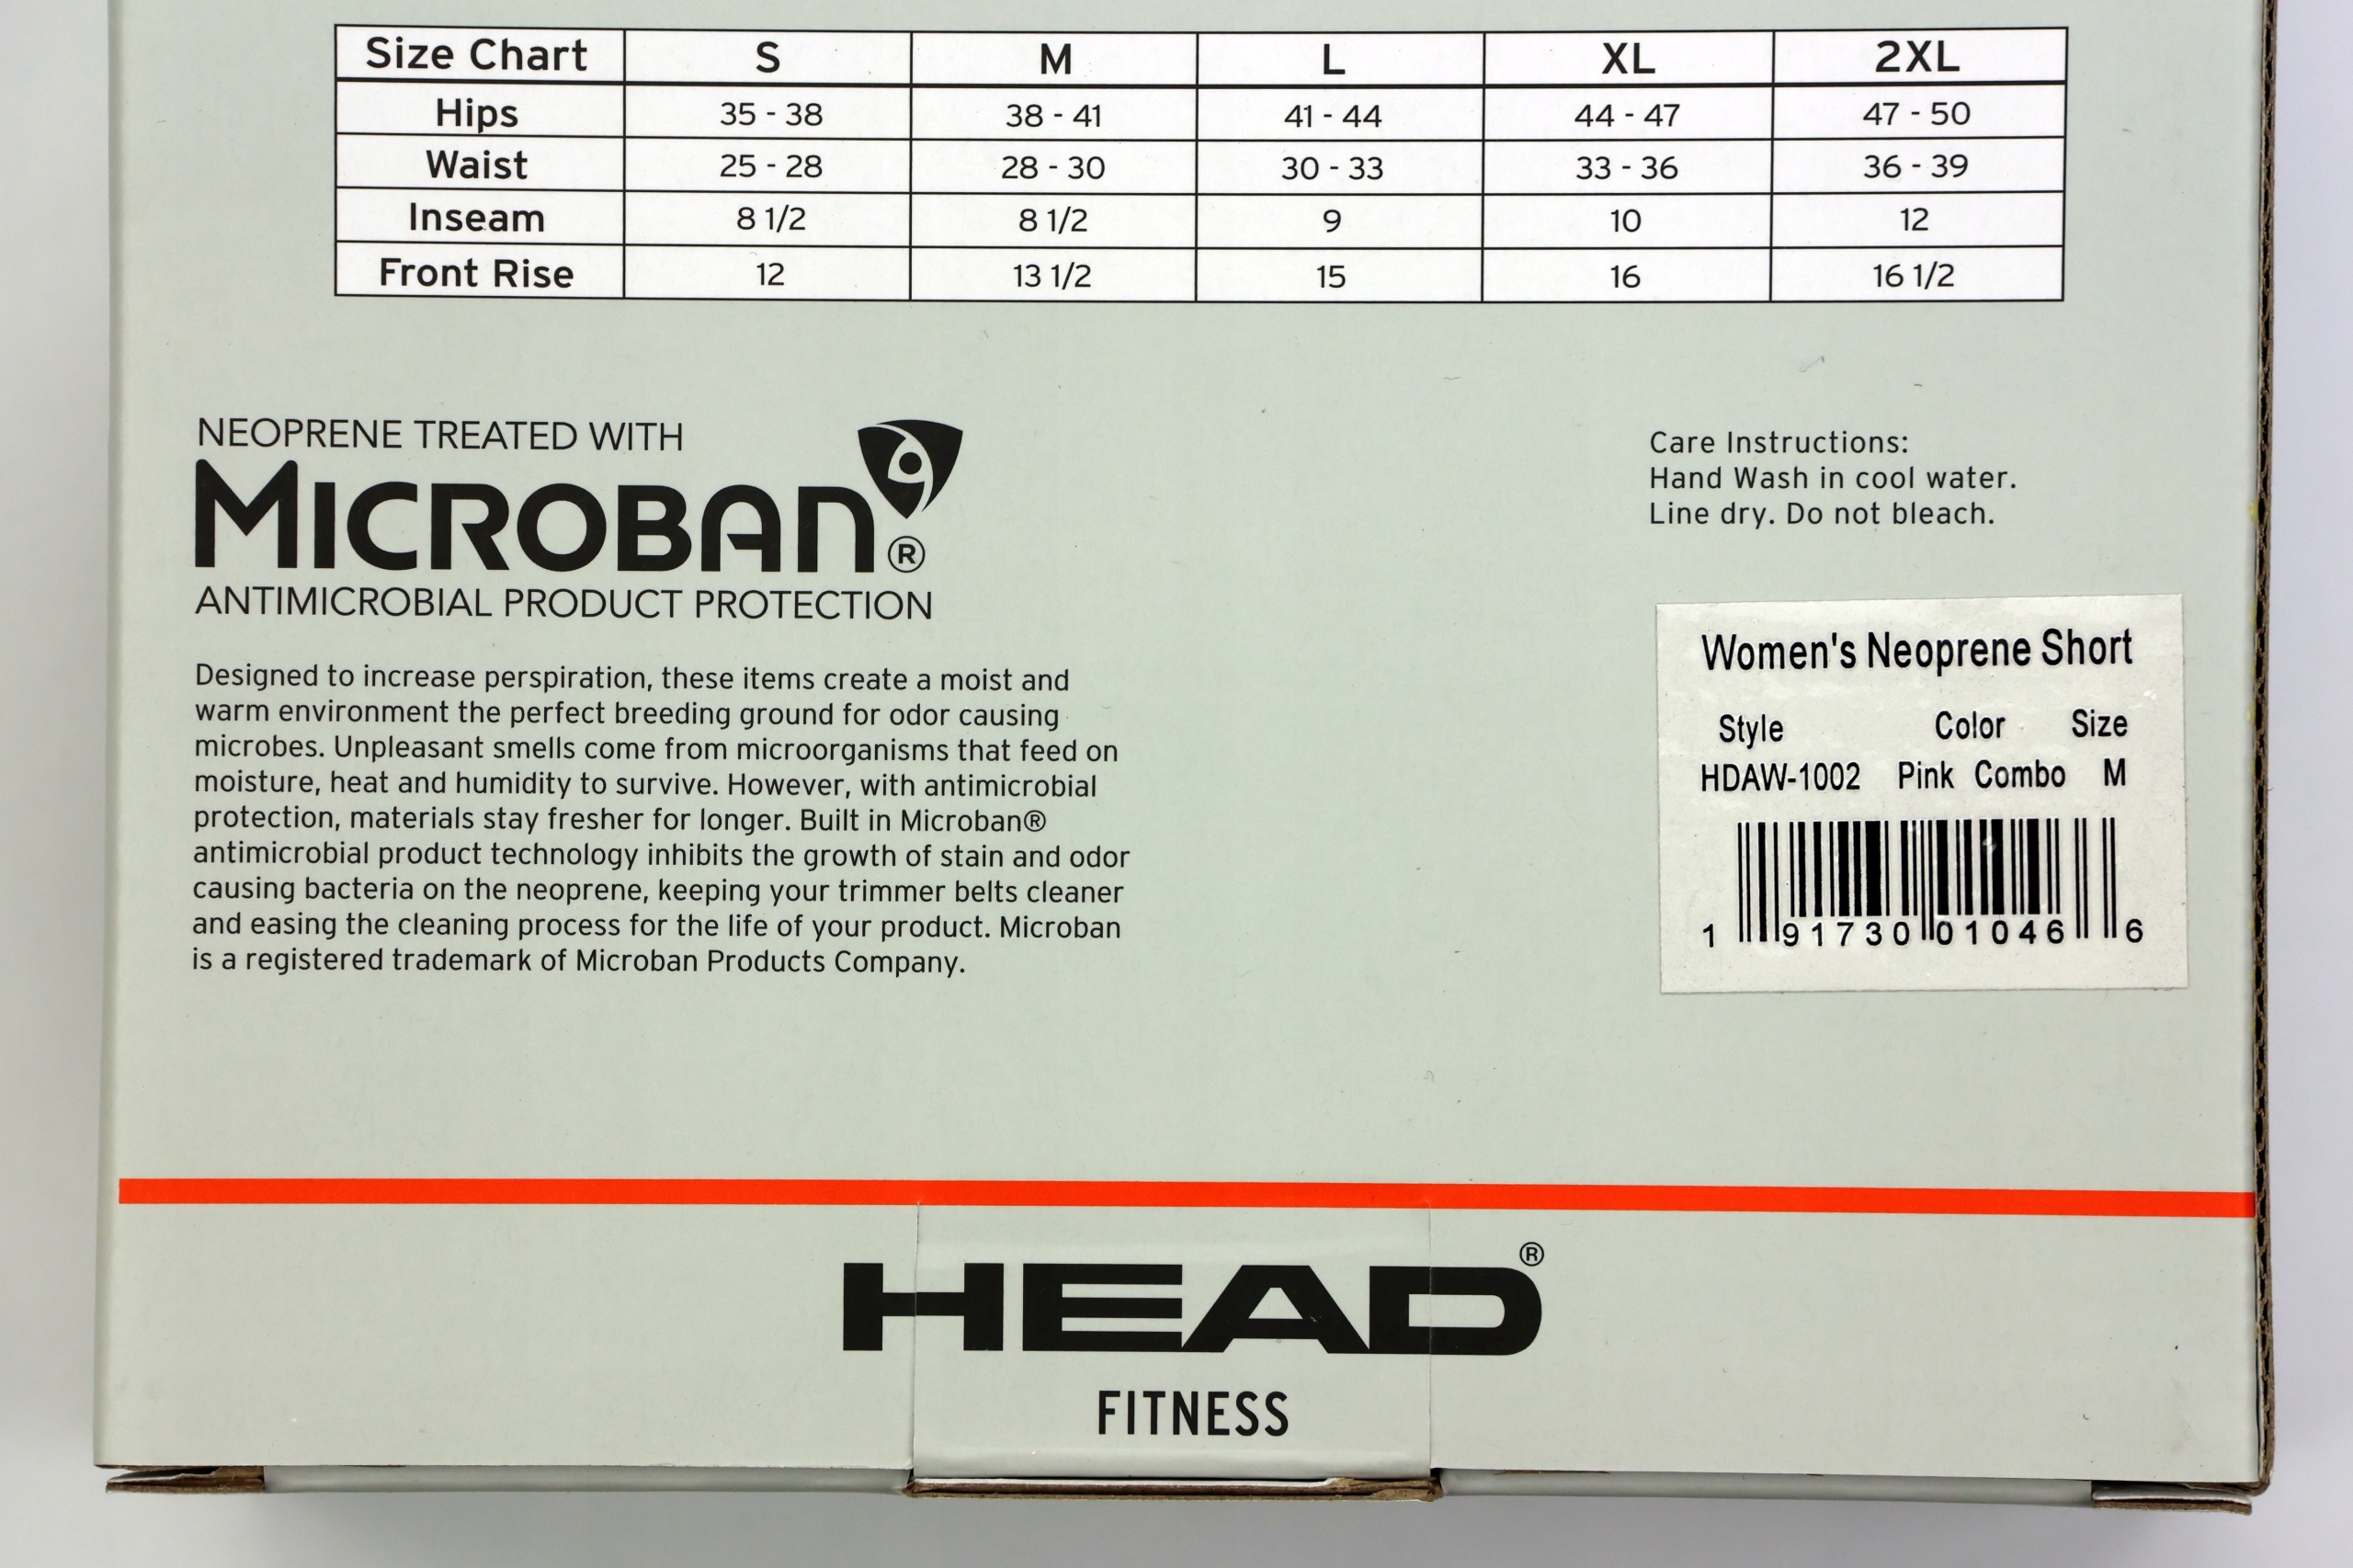 Size Chart S M L XL 2XL
Hips 35 - 38 38 - 41 41 - 44 44 - 47 47 - 50
Waist 25 - 28 28 - 30 30 - 33 33 - 36 36 - 39
Inseam 8 1/2 8 1/2 9 10 12
Front Rise 12 13 1/2 15 16 16 1/2
NEOPRENE TREATED WITH
MICROBAN®
ANTIMICROBIAL PRODUCT PROTECTION
Designed to increase perspiration, these items create a moist and
warm environment the perfect breeding ground for odor causing
microbes. Unpleasant smells come from microorganisms that feed on
moisture, heat and humidity to survive. However, with antimicrobial
protection, materials stay fresher for longer. Built in Microban®
antimicrobial product technology inhibits the growth of stain and odor
causing bacteria on the neoprene, keeping your trimmer belts cleaner
and easing the cleaning process for the life of your product. Microban
is a registered trademark of Microban Products Company.
Care Instructions:
Hand Wash in cool water.
Line dry. Do not bleach.
Women's Neoprene Short
Style Color Size
HDAW-1002 Pink Combo M
1 91730 01046 6
HEAD®
FITNESS